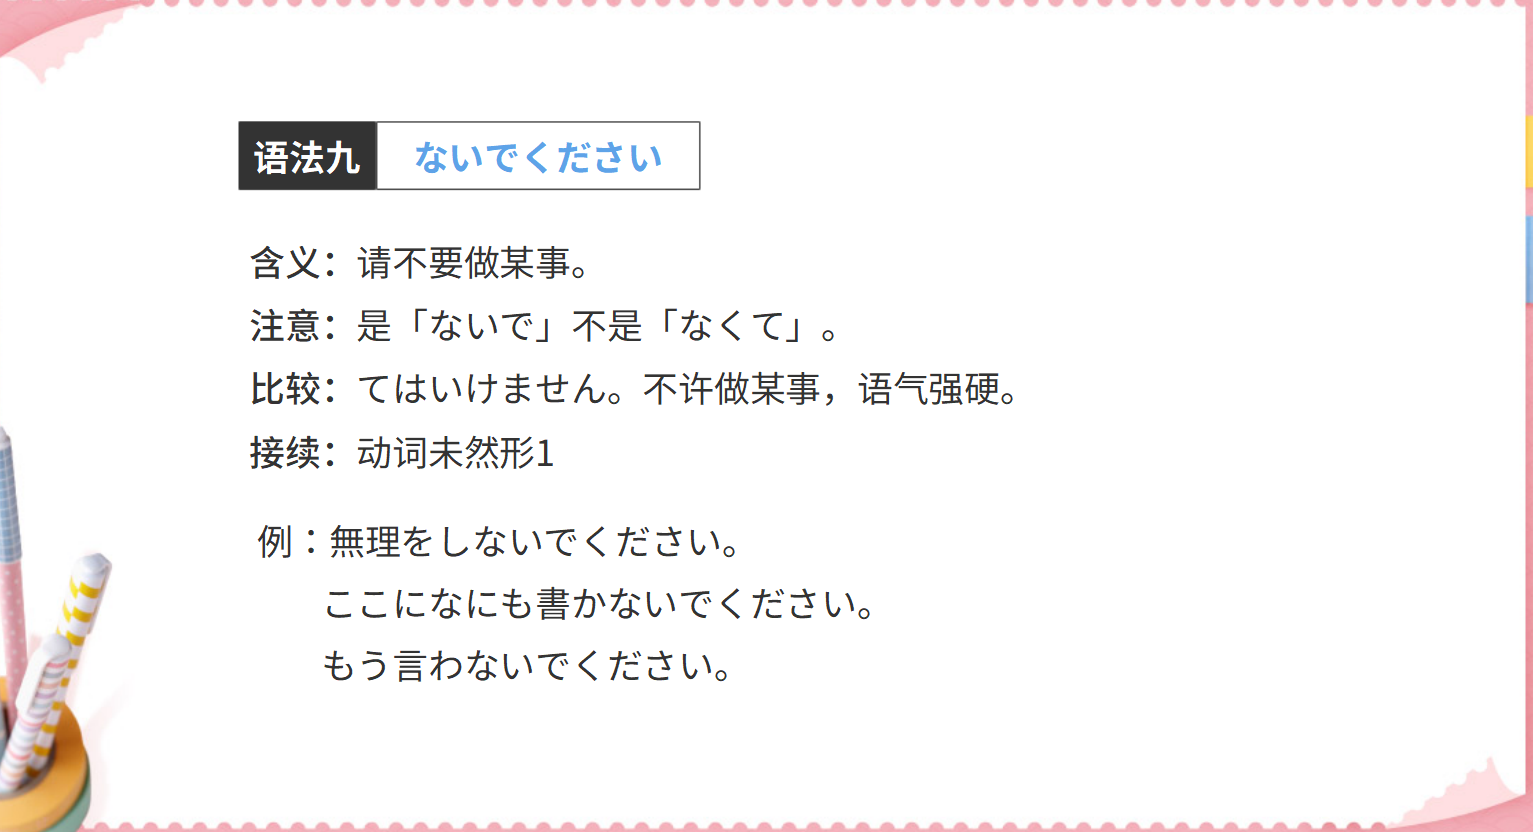 语法九 ないでください
含义：请不要做某事。
注意：是「ないで」不是「なくて」。
比较：てはいけません。不许做某事，语气强硬。
接续：动词未然形1
例：無理をしないでください。
ここになにも書かないでください。
もう言わないでください。